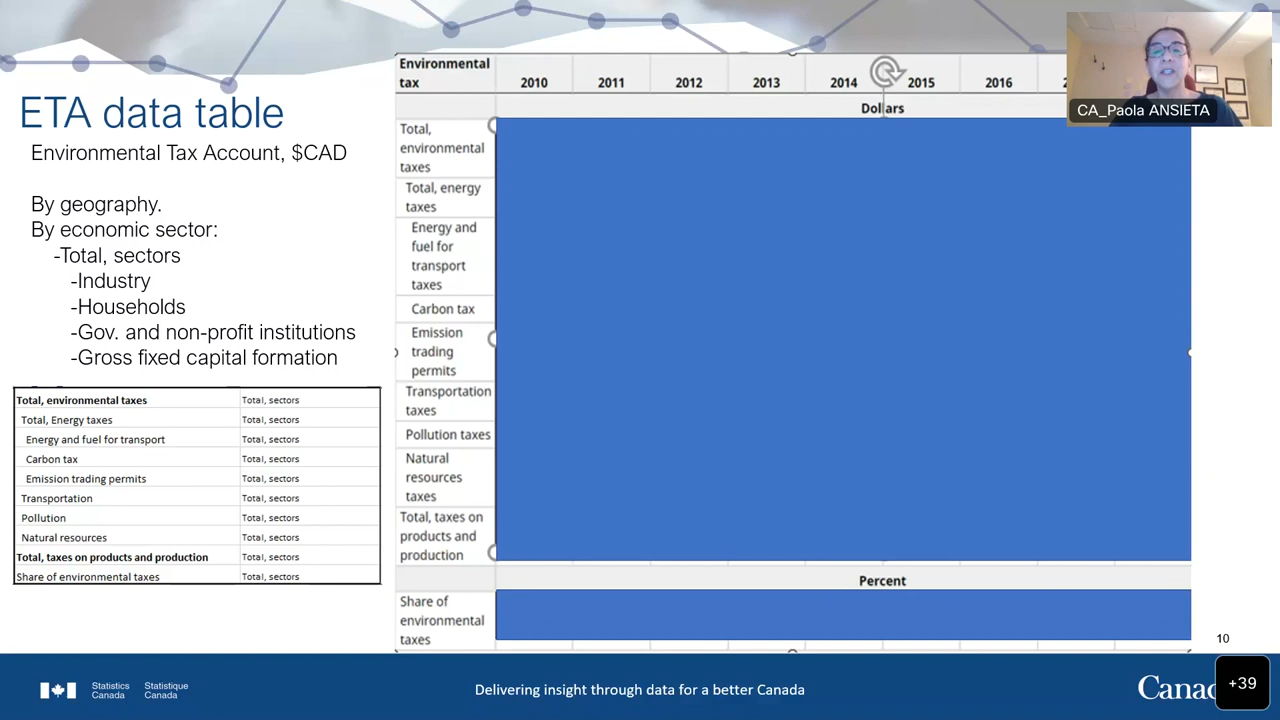 ETA data table
Environmental Tax Account, $CAD
By geography.
By economic sector:
-Total, sectors
-Industry
-Households
-Gov. and non-profit institutions
-Gross fixed capital formation
Total, environmental taxes Total, sectors
Total, Energy taxes Total, sectors
Energy and fuel for transport Total, sectors
Carbon tax Total, sectors
Emission trading permits Total, sectors
Transportation Total, sectors
Pollution Total, sectors
Natural resources Total, sectors
Total, taxes on products and production Total, sectors
Share of environmental taxes Total, sectors
Environmental
tax 2010 2011 2012 2013 2014 2015 2016
Dollars
Total,
environmental
taxes
Total, energy
taxes
Energy and
fuel for
transport
taxes
Carbon tax
Emission
trading
permits
Transportation
taxes
Pollution taxes
Natural
resources
taxes
Total, taxes on
products and
production
Percent
Share of
environmental
taxes
CA_Paola ANSIETA
10
Statistics Statistique
Canada Canada
Delivering insight through data for a better Canada
+39